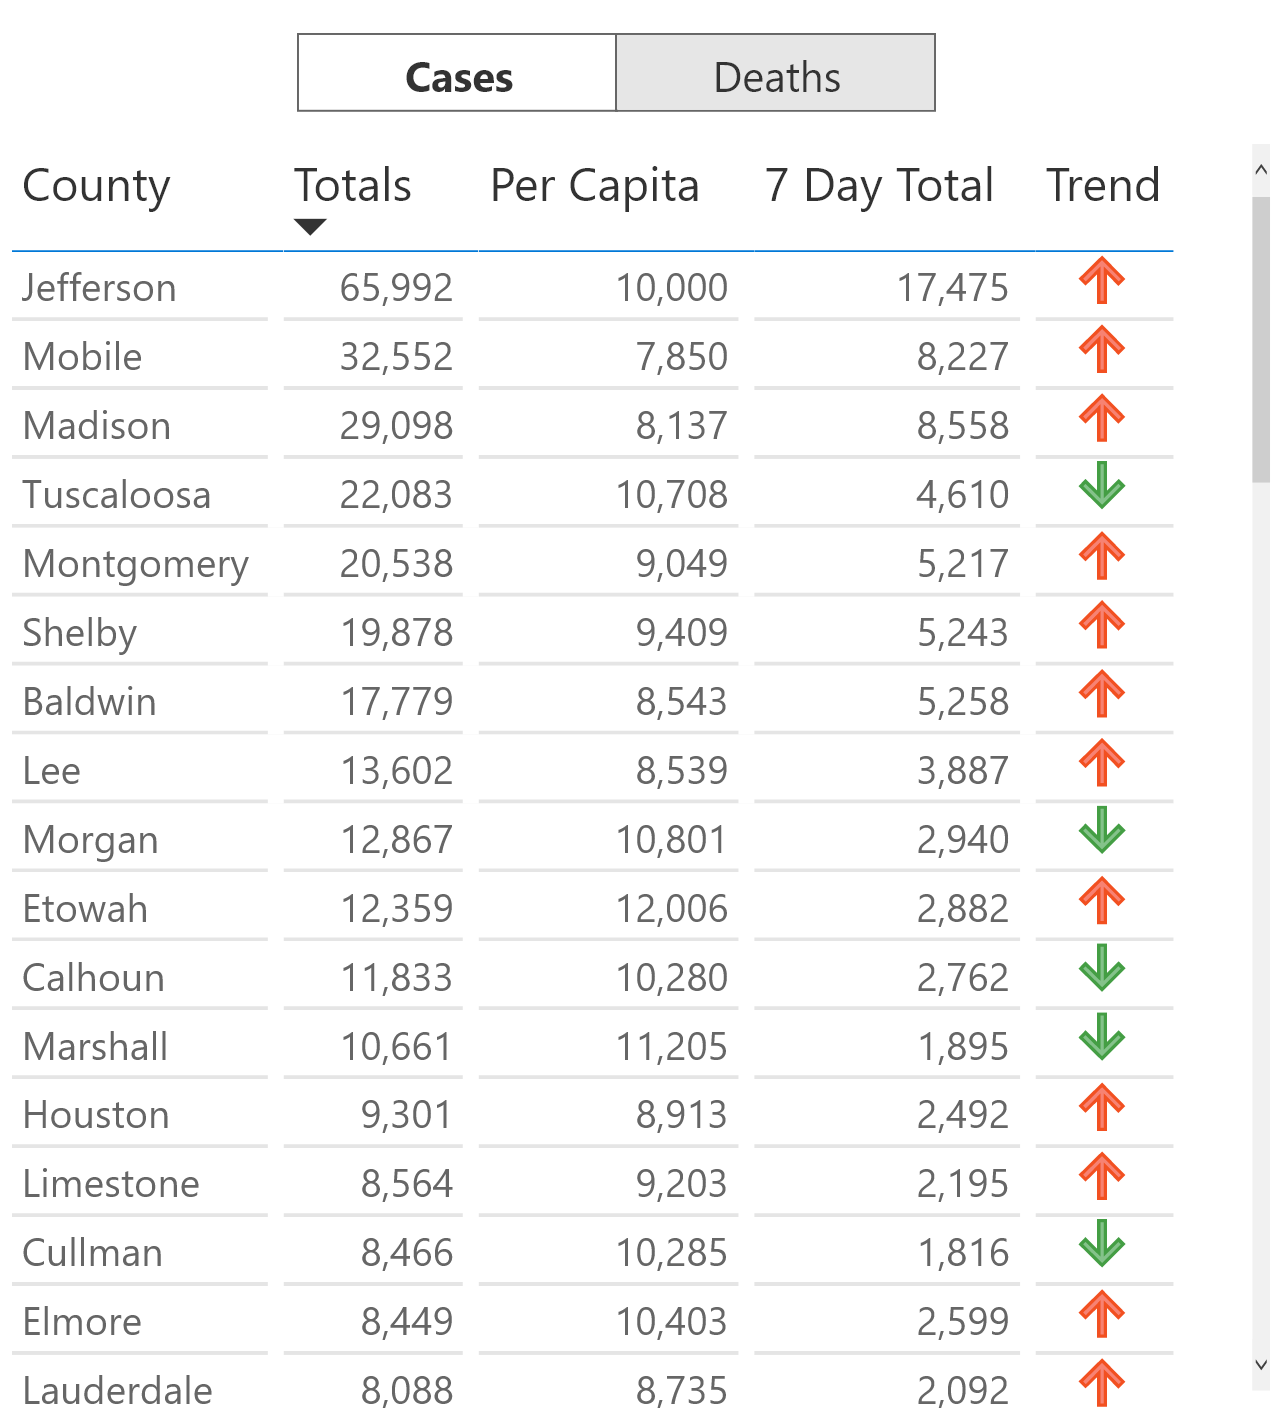 Cases Deaths
County Totals Per Capita 7 Day Total Trend
Jefferson 65,992 10,000 17,475
Mobile 32,552 7,850 8,227
Madison 29,098 8,137 8,558
Tuscaloosa 22,083 10,708 4,610
Montgomery 20,538 9,049 5,217
Shelby 19,878 9,409 5,243
Baldwin 17,779 8,543 5,258
Lee 13,602 8,539 3,887
Morgan 12,867 10,801 2,940
Etowah 12,359 12,006 2,882
Calhoun 11,833 10,280 2,762
Marshall 10,661 11,205 1,895
Houston 9,301 8,913 2,492
Limestone 8,564 9,203 2,195
Cullman 8,466 10,285 1,816
Elmore 8,449 10,403 2,599
Lauderdale 8,088 8,735 2,092